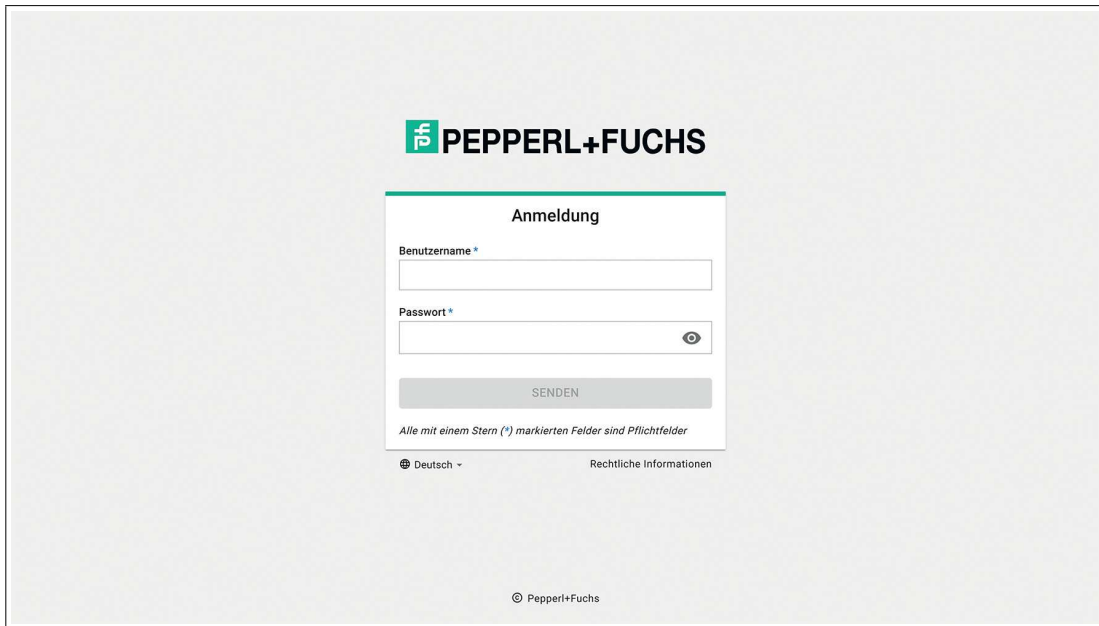 PEPPERL+FUCHS
Anmeldung
Benutzername *
Passwort *
SENDEN
Alle mit einem Stern (*) markierten Felder sind Pflichtfelder
Deutsch
Rechtliche Informationen
© Pepperl+Fuchs